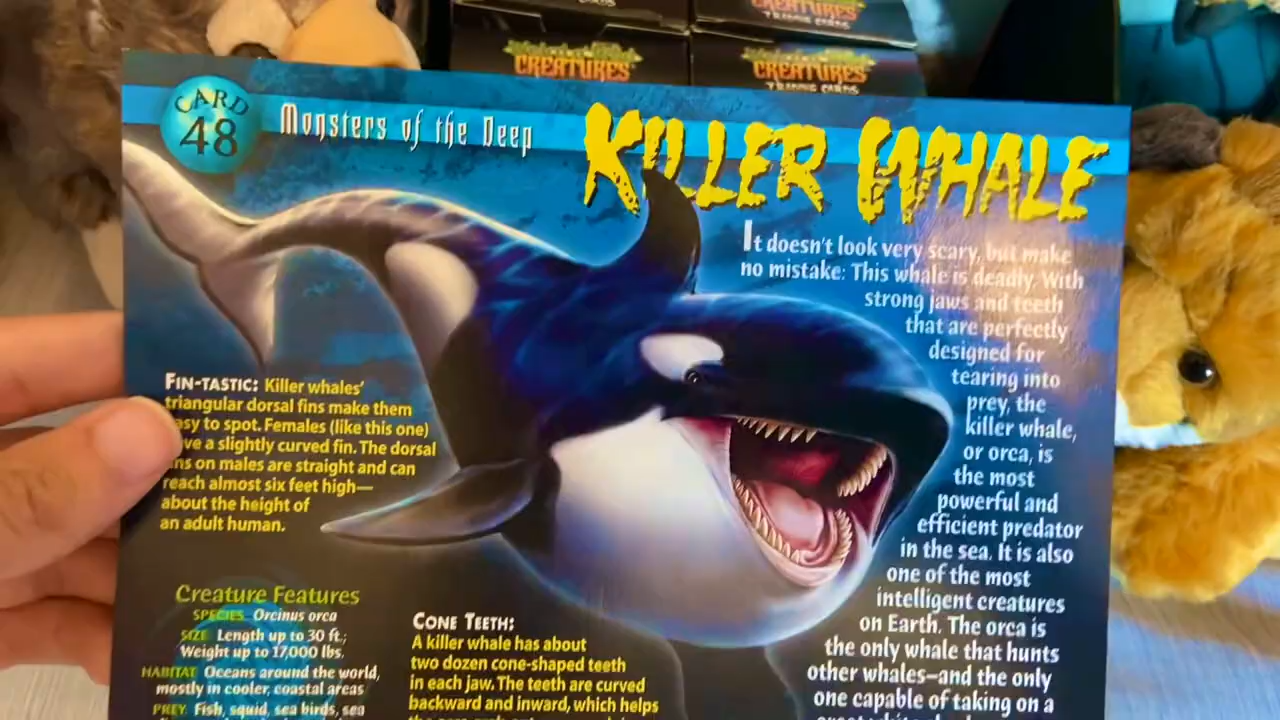 CREATURES
TRADING CARDS
CREATURES
TRADING CARDS
CARD
48
Monsters of the Deep
KILLER WHALE
It doesn't look very scary, but make
no mistake: This whale is deadly. With
strong jaws and teeth
that are perfectly
designed for
tearing into
prey, the
killer whale,
or orca, is
the most
powerful and
efficient predator
in the sea. It is also
one of the most
intelligent creatures
on Earth. The orca is
the only whale that hunts
other whales—and the only
one capable of taking on a
FIN-TASTIC: Killer whales'
triangular dorsal fins make them
asy to spot. Females (like this one)
ve a slightly curved fin. The dorsal
ns on males are straight and can
reach almost six feet high—
about the height of
an adult human.
Creature Features
SPECIES Orcinus orca
SIZE Length up to 30 ft.;
Weight up to 17,000 lbs.
HABITAT Oceans around the world,
mostly in cooler, coastal areas
PREY Fish, squid, sea birds, sea
CONE TEETH:
A killer whale has about
two dozen cone-shaped teeth
in each jaw. The teeth are curved
backward and inward, which helps